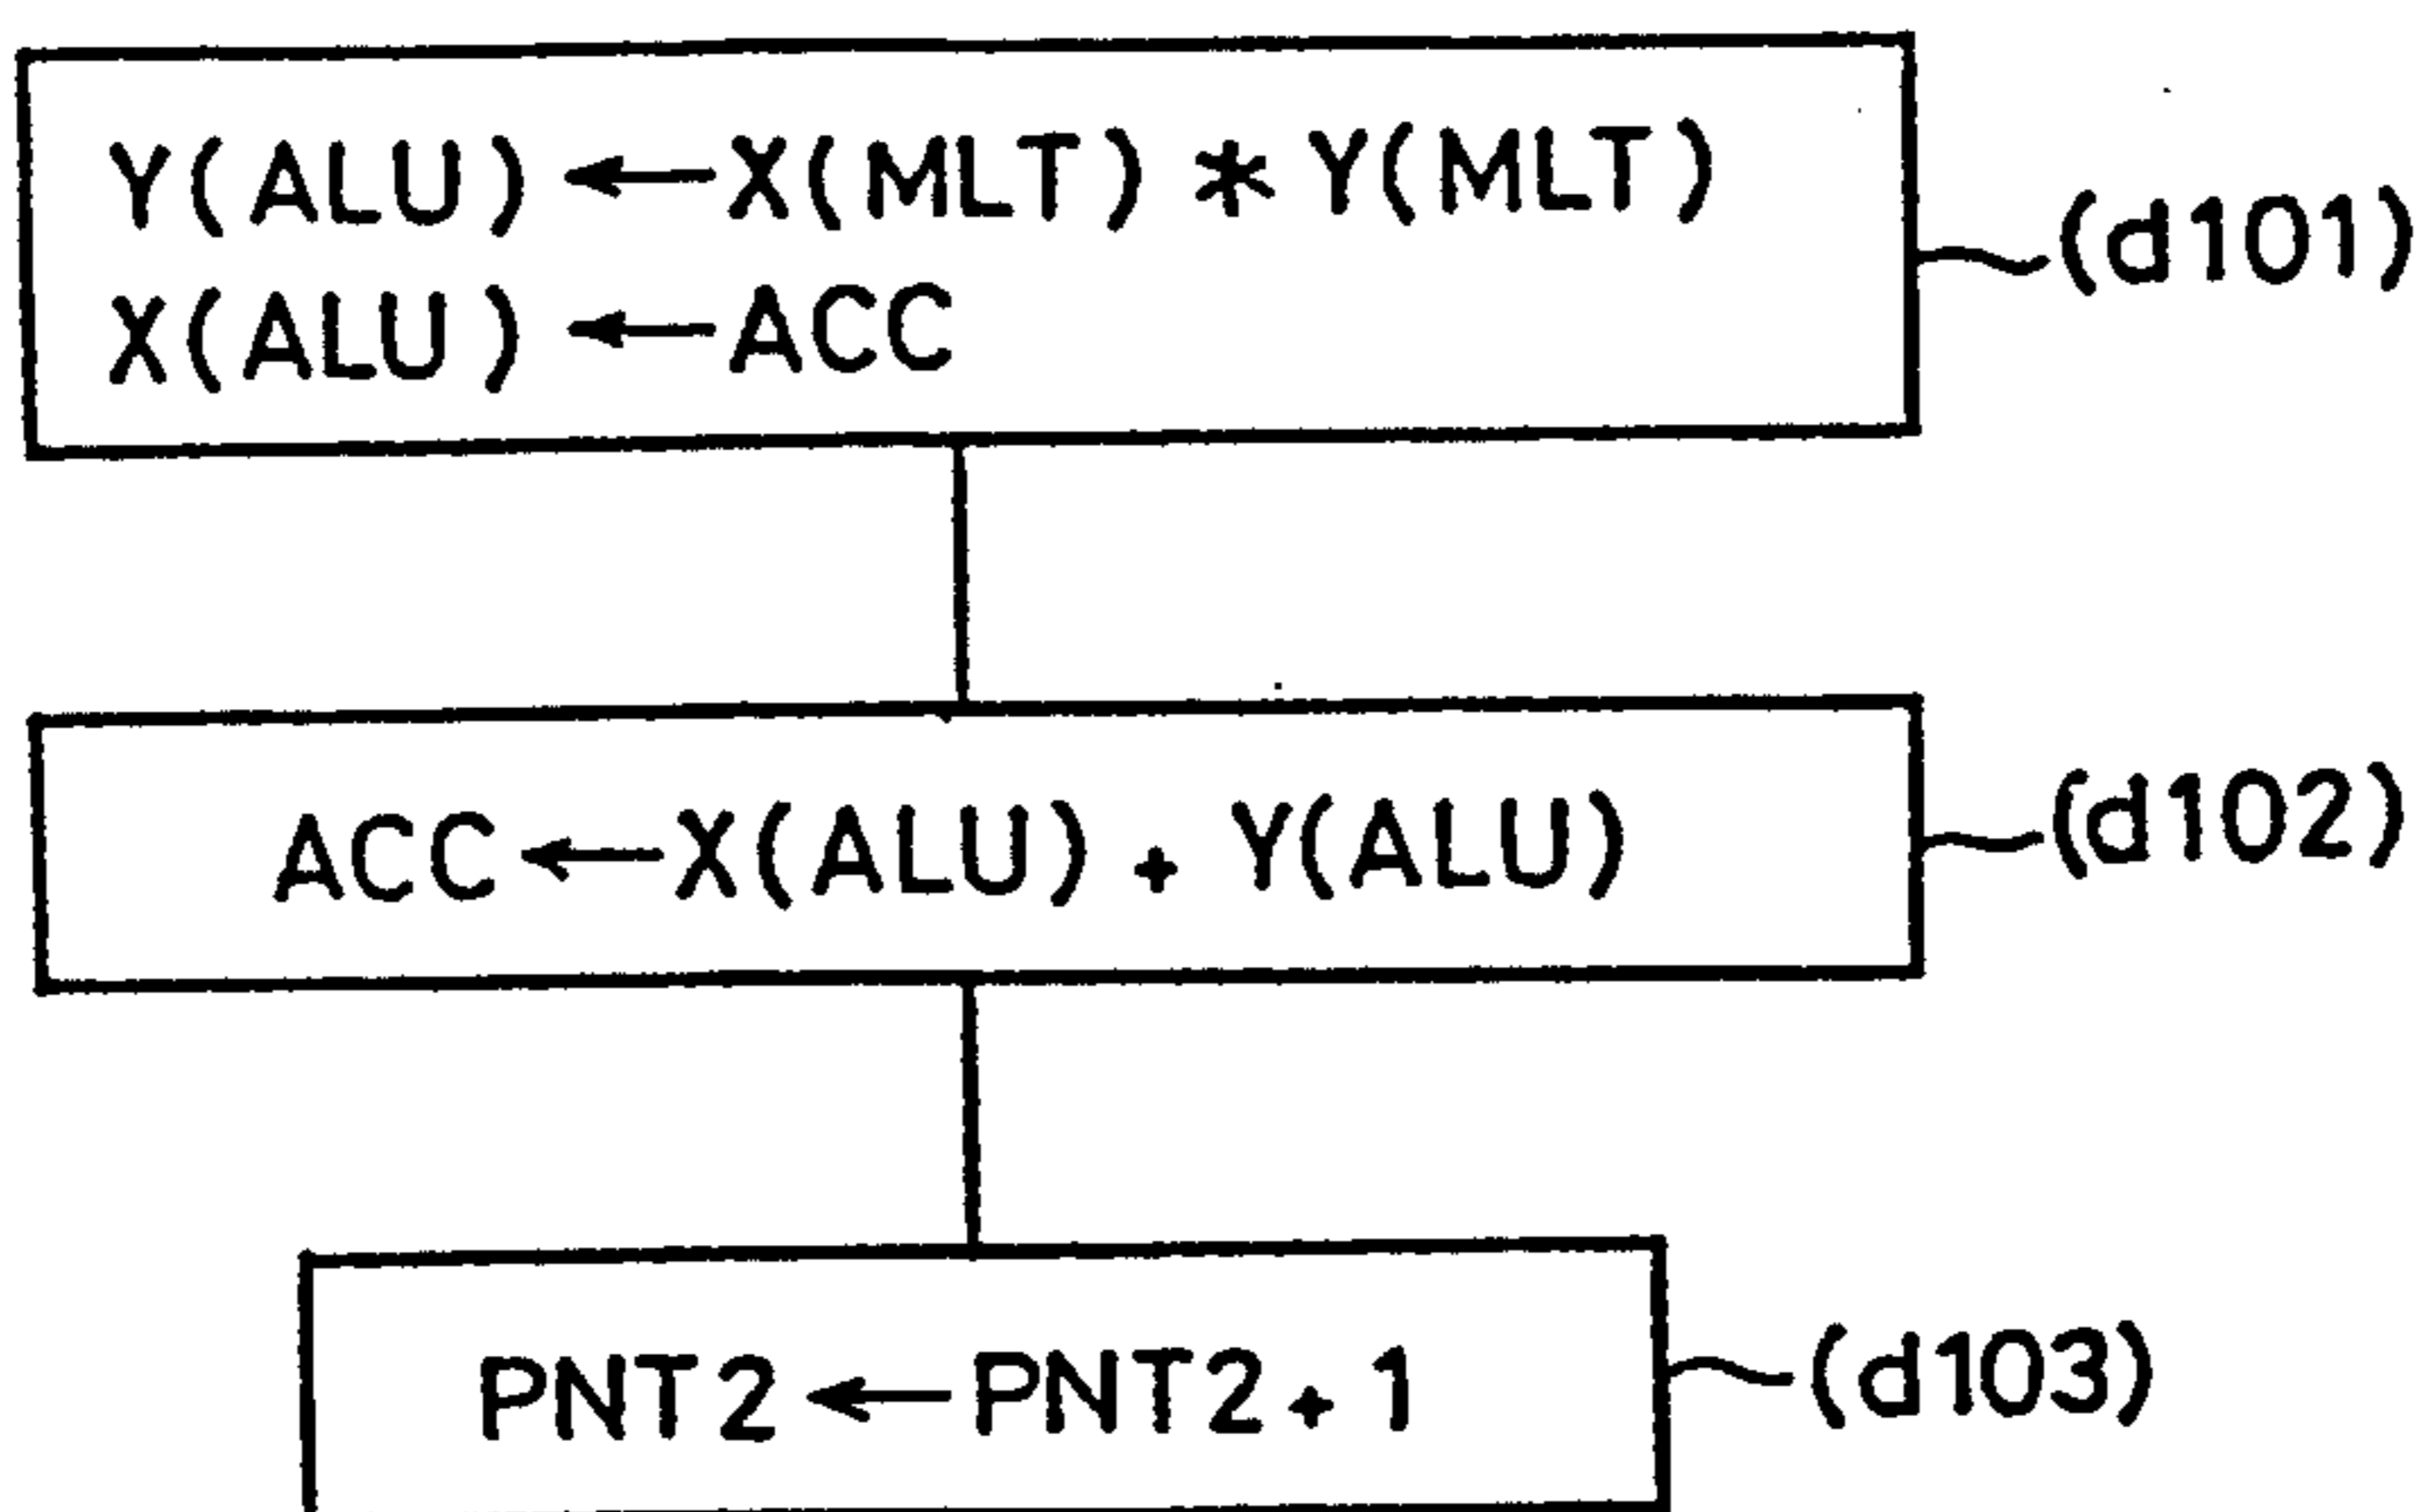 Y(ALU)←X(MLT)*Y(MLT)
X(ALU)←ACC
(d101)
ACC←X(ALU)+Y(ALU)
(d102)
PNT2←PNT2+1
(d103)